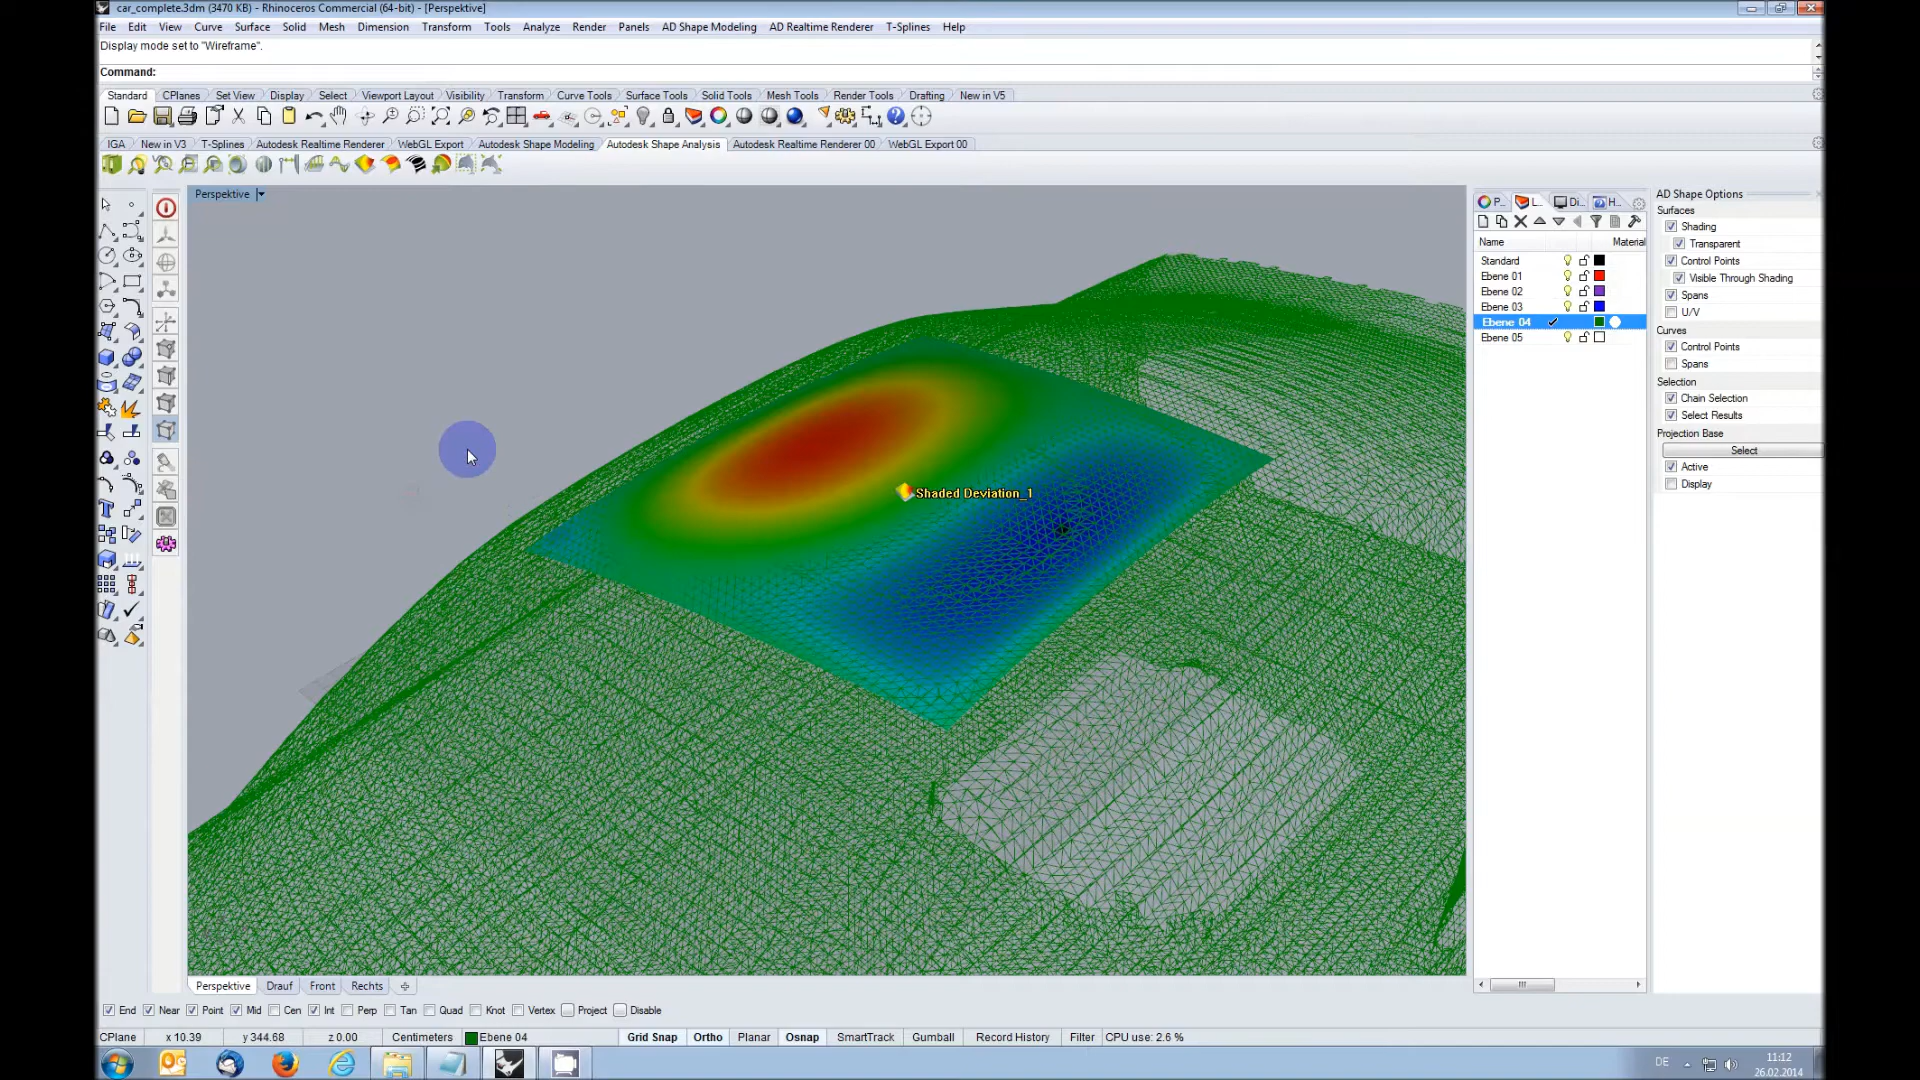 car_complete.3dm (3470 KB) - Rhinoceros Commercial (64-bit) - [Perspektive]
File Edit View Curve Surface Solid Mesh Dimension Transform Tools Analyze Render Panels AD Shape Modeling AD Realtime Renderer T-Splines Help
Display mode set to "Wireframe".
Command:
Standard CPlanes Set View Display Select Viewport Layout Visibility Transform Curve Tools Surface Tools Solid Tools Mesh Tools Render Tools Drafting New in V5
IGA New in V3 T-Splines Autodesk Realtime Renderer WebGL Export Autodesk Shape Modeling Autodesk Shape Analysis Autodesk Realtime Renderer 00 WebGL Export 00
Perspektive
P... L... Di... H...
Name Material
Standard
Ebene 01
Ebene 02
Ebene 03
Ebene 04
Ebene 05
AD Shape Options
Surfaces
Shading
Transparent
Control Points
Visible Through Shading
Spans
U/V
Curves
Control Points
Spans
Selection
Chain Selection
Select Results
Projection Base
Select
Active
Display
Shaded Deviation_1
Perspektive Drauf Front Rechts
End Near Point Mid Cen Int Perp Tan Quad Knot Vertex Project Disable
CPlane x 10.39 y 344.68 z 0.00 Centimeters Ebene 04 Grid Snap Ortho Planar Osnap SmartTrack Gumball Record History Filter CPU use: 2.6 %
DE
11:12
26.02.2014